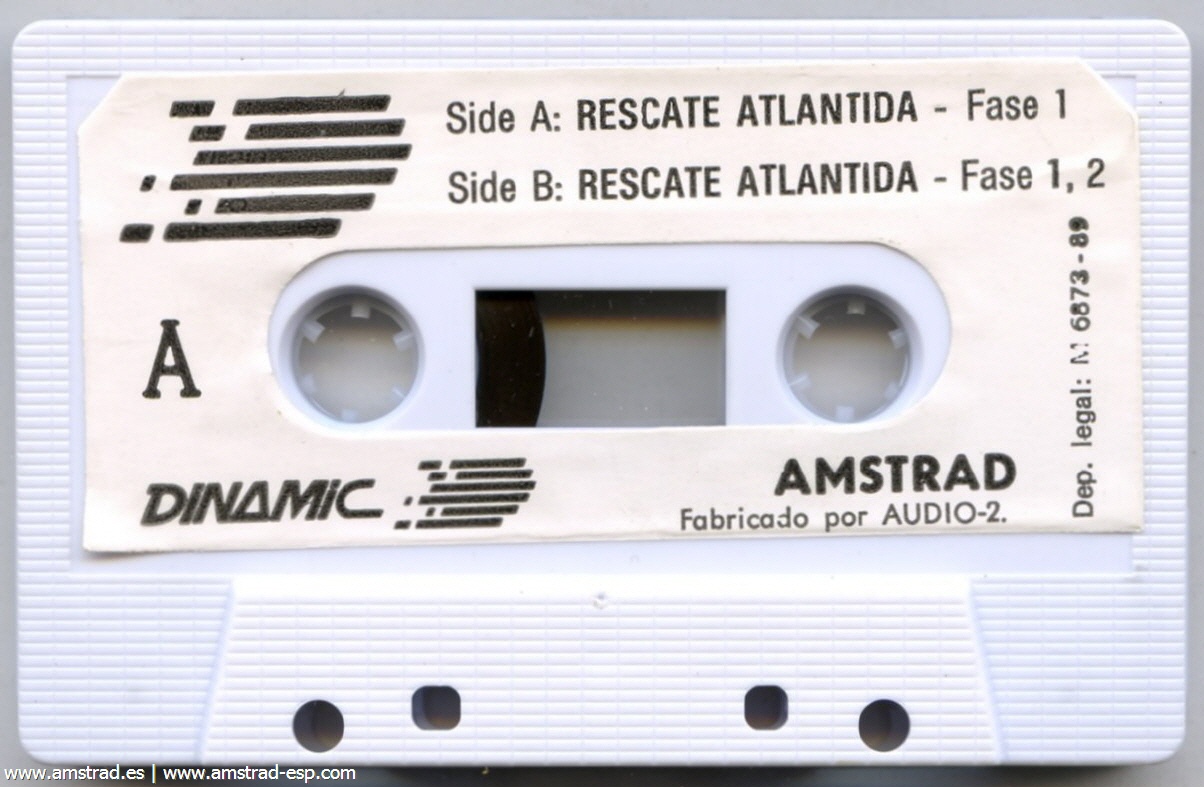 Side A: RESCATE ATLANTIDA - Fase 1
Side B: RESCATE ATLANTIDA - Fase 1, 2
Dep. legal: M 6873-89
A
DINAMIC
AMSTRAD
Fabricado por AUDIO-2.
www.amstrad.es | www.amstrad-esp.com